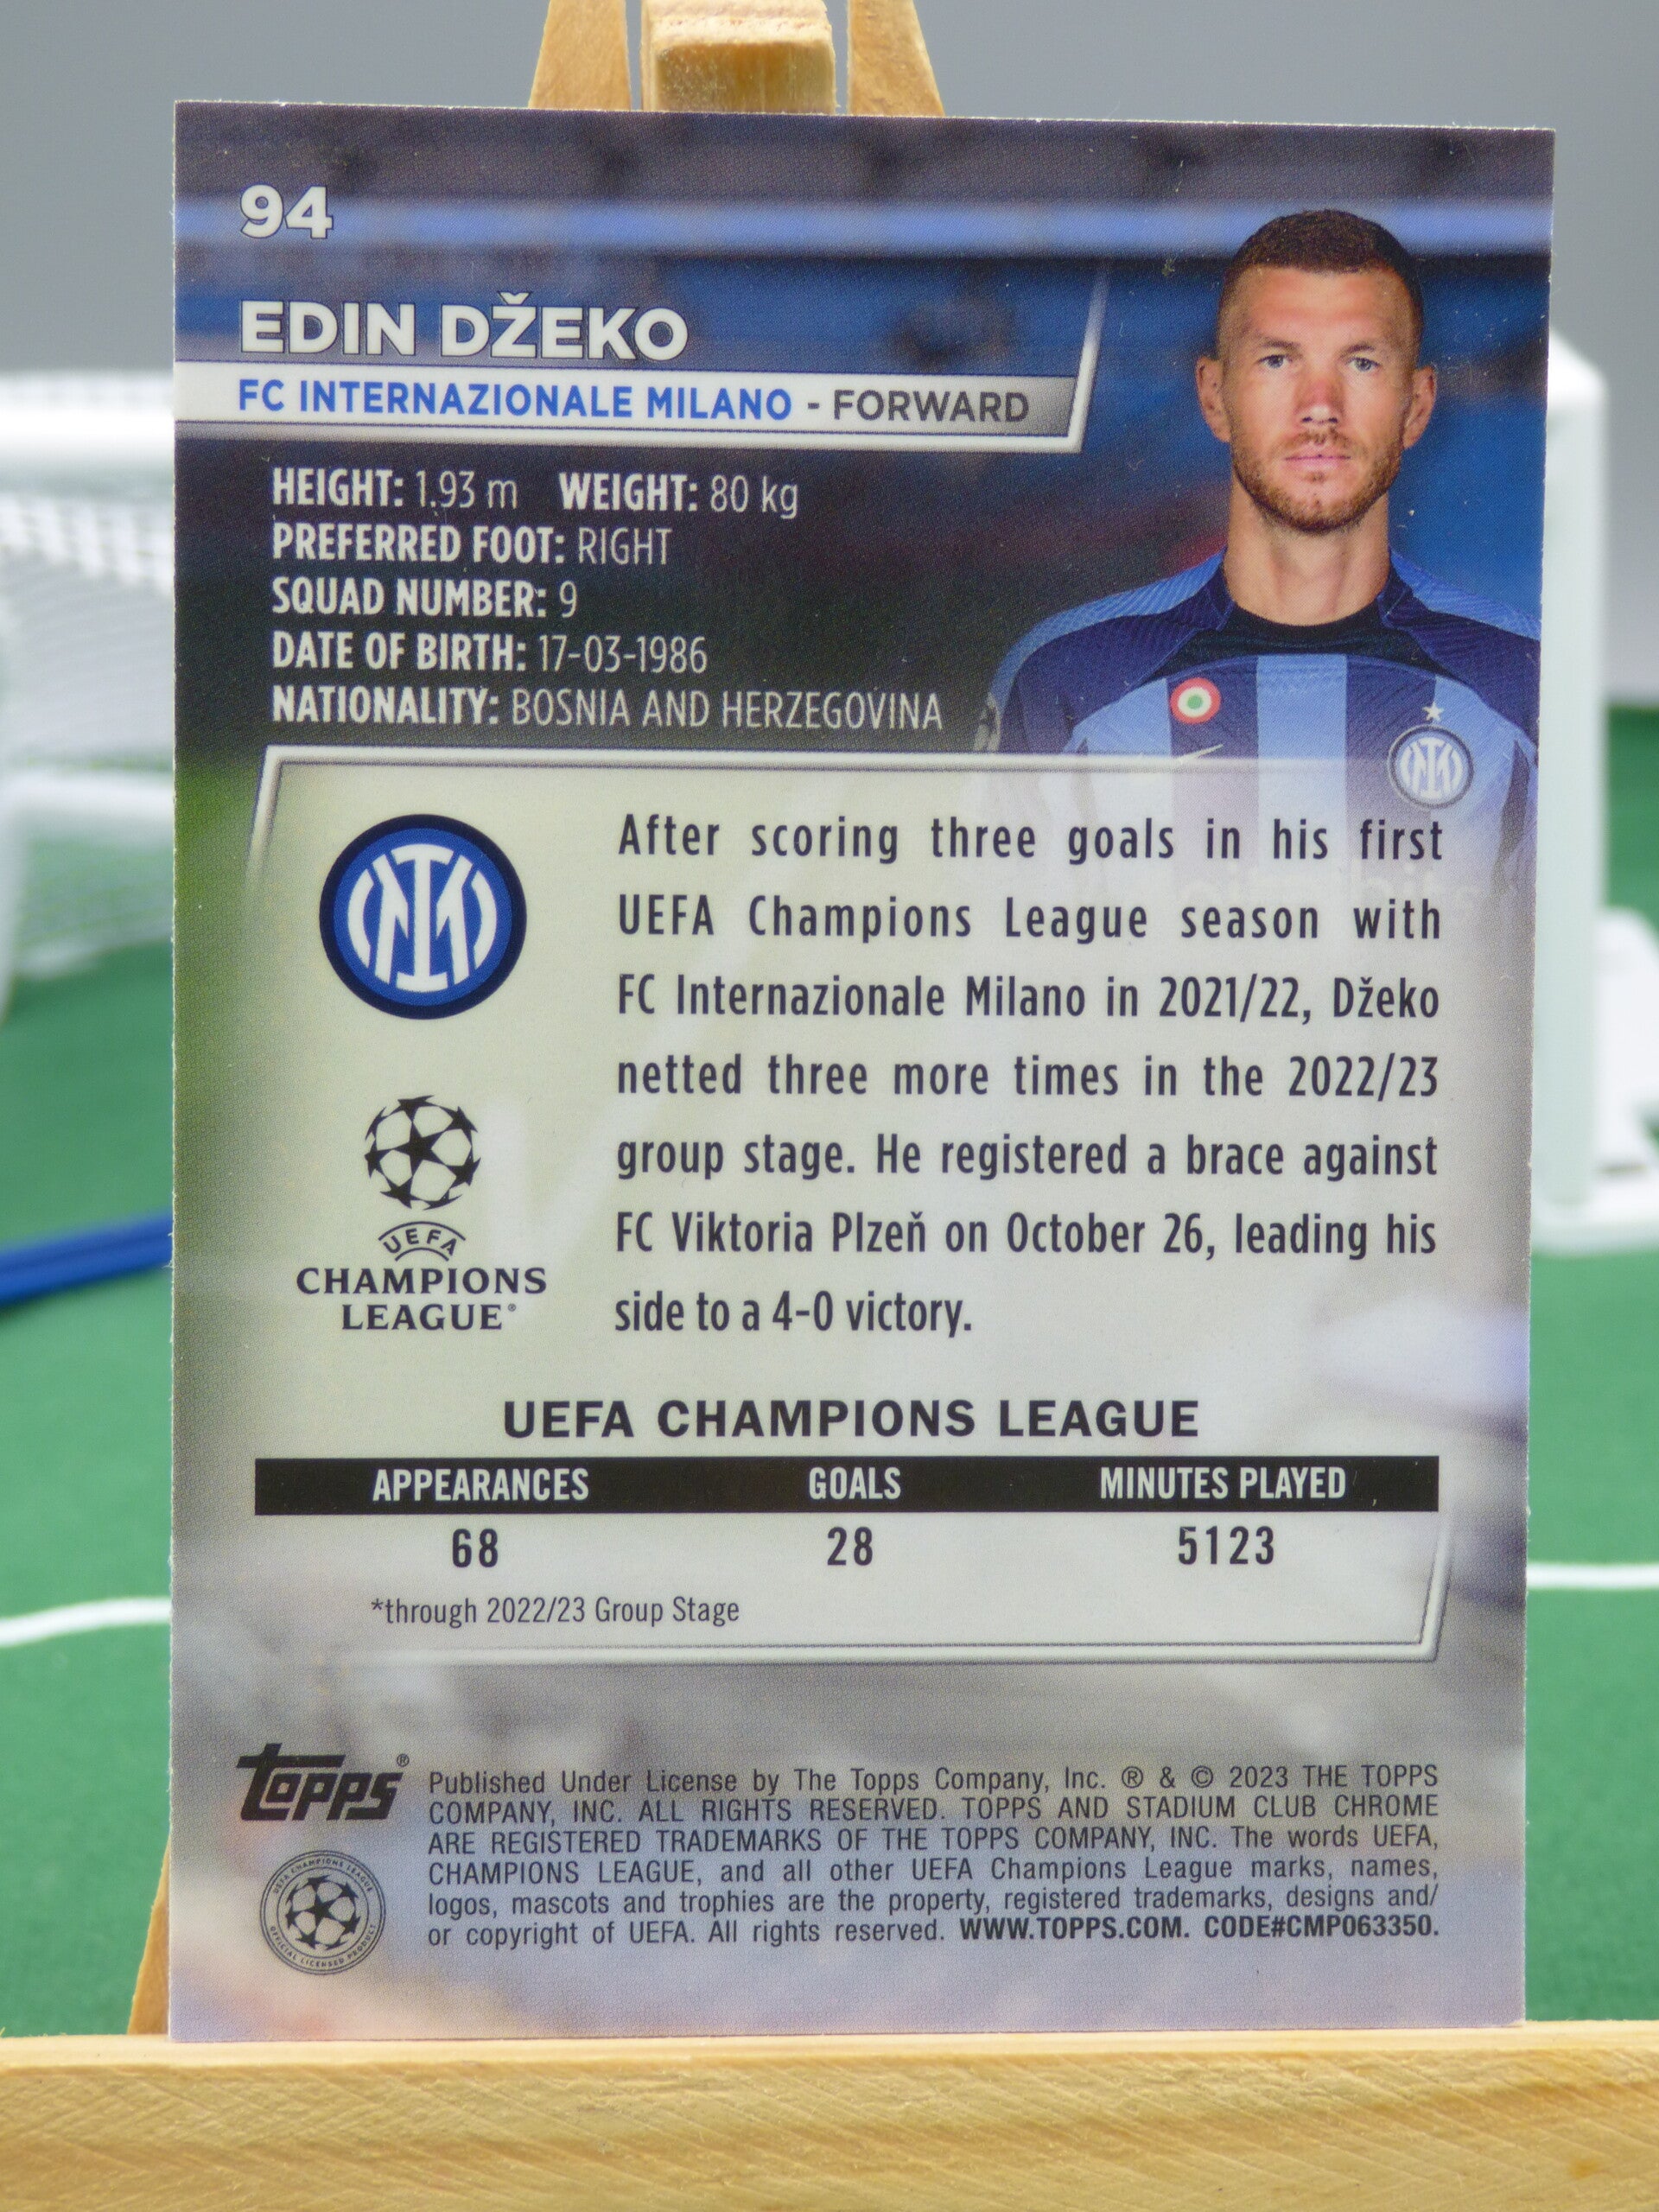 94
EDIN DŽEKO
FC INTERNAZIONALE MILANO - FORWARD
HEIGHT: 1.93 m WEIGHT: 80 kg
PREFERRED FOOT: RIGHT
SQUAD NUMBER: 9
DATE OF BIRTH: 17-03-1986
NATIONALITY: BOSNIA AND HERZEGOVINA
After scoring three goals in his first
UEFA Champions League season with
FC Internazionale Milano in 2021/22, Džeko
netted three more times in the 2022/23
group stage. He registered a brace against
FC Viktoria Plzeň on October 26, leading his
side to a 4-0 victory.
UEFA
CHAMPIONS
LEAGUE®
UEFA CHAMPIONS LEAGUE
APPEARANCES GOALS MINUTES PLAYED
68 28 5123
*through 2022/23 Group Stage
topps®
Published Under License by The Topps Company, Inc. ® & © 2023 THE TOPPS
COMPANY, INC. ALL RIGHTS RESERVED. TOPPS AND STADIUM CLUB CHROME
ARE REGISTERED TRADEMARKS OF THE TOPPS COMPANY, INC. The words UEFA,
CHAMPIONS LEAGUE, and all other UEFA Champions League marks, names,
logos, mascots and trophies are the property, registered trademarks, designs and/
or copyright of UEFA. All rights reserved. WWW.TOPPS.COM. CODE#CMP063350.
UEFA CHAMPIONS LEAGUE
OFFICIAL LICENSED PRODUCT